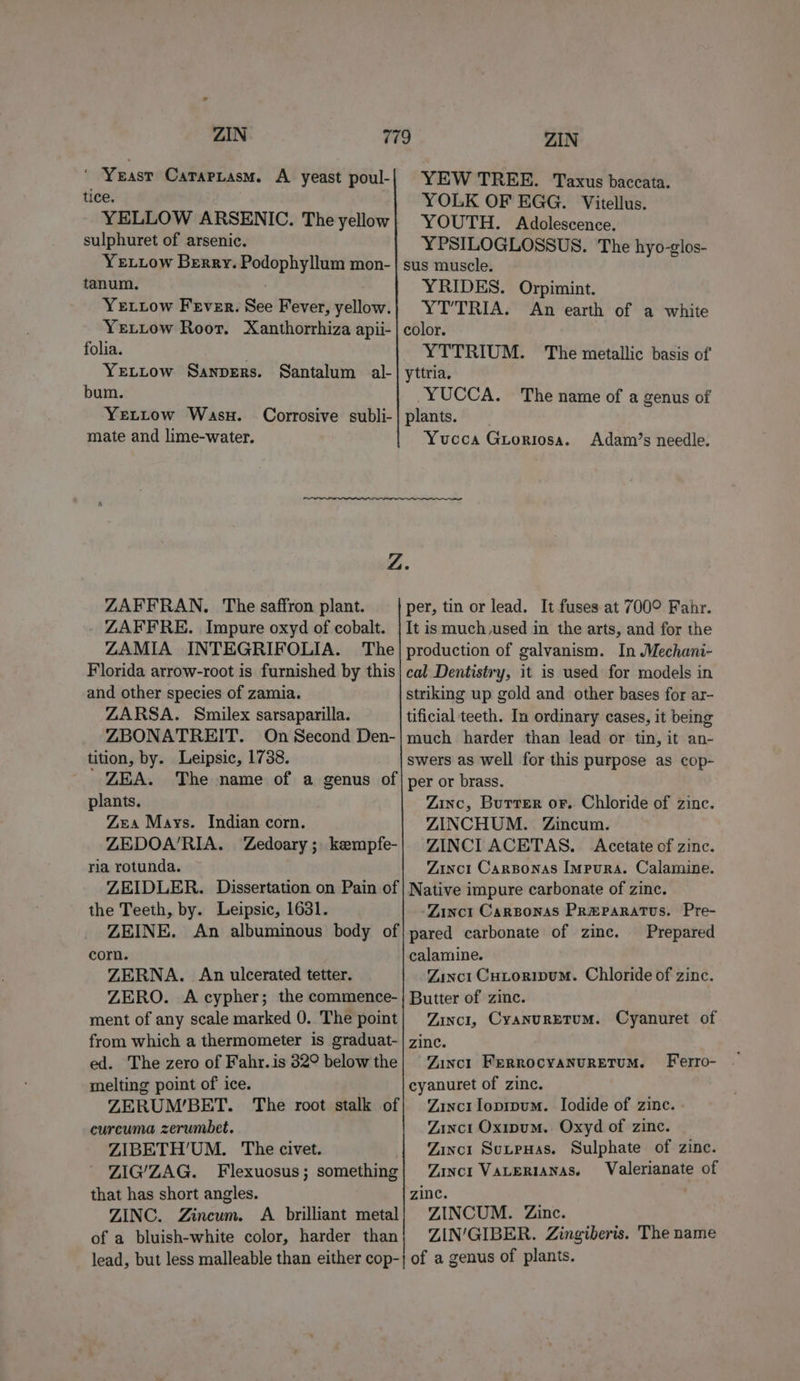 ZIN 779 ZIN
Yeast Cataplasm. A yeast poul-
tice.
YELLOW ARSENIC. The yellow
sulphuret of arsenic.
Yellow Berry. Podophyllum mon-
tanum.
Yellow Fever. See Fever, yellow.
Yellow Root. Xanthorrhiza apii-
folia.
Yellow Sanders. Santalum al-
bum.
Yellow Wash. Corrosive subli-
mate and lime-water.
YEW TREE. Taxus baccata.
YOLK OF EGG. Vitellus.
YOUTH. Adolescence.
YPSILOGLOSSUS. The hyo-glos-
sus muscle.
YRIDES. Orpimint.
YTTRIA. An earth of a white
color.
YTTRIUM. The metallic basis of
yttria.
YUCCA. The name of a genus of
plants.
Yucca Gloriosa. Adam's needle.
Z.
ZAFFRAN. The saffron plant.
ZAFFRE. Impure oxyd of cobalt.
ZAMIA INTEGRIFOLIA. The
Florida arrow-root is furnished by this
and other species of zamia.
ZARSA. Smilex sarsaparilla.
ZBONATREIT. On Second Den-
tition, by. Leipsic, 1738.
ZEA. The name of a genus of
plants.
Zea Mays. Indian corn.
ZEDOA'RIA. Zedoary; kæmpfe-
ria rotunda.
ZEIDLER. Dissertation on Pain of
the Teeth, by. Leipsic, 1631.
ZEINE. An albuminous body of
corn.
ZERNA. An ulcerated tetter.
ZERO. A cypher; the commence-
ment of any scale marked 0. The point
from which a thermometer is graduat-
ed. The zero of Fahr. is 32° below the
melting point of ice.
ZERUM'BET. The root stalk of
curcuma zerumbet.
ZIBETH'UM. The civet.
ZIG'ZAG. Flexuosus; something
that has short angles.
ZINC. Zincum. A brilliant metal
of a bluish-white color, harder than
lead, but less malleable than either cop-
per, tin or lead. It fuses at 700° Fahr.
It is much used in the arts, and for the
production of galvanism. In Mechani-
cal Dentistry, it is used for models in
striking up gold and other bases for ar-
tificial teeth. In ordinary cases, it being
much harder than lead or tin, it an-
swers as well for this purpose as cop-
per or brass.
Zinc, Butter of. Chloride of zinc.
ZINCHUM. Zincum.
ZINCI ACETAS. Acetate of zinc.
Zinci Carbonas Impura. Calamine.
Native impure carbonate of zinc.
Zinci Carbonas Præparatus. Pre-
pared carbonate of zinc. Prepared
calamine.
Zinci Chloridum. Chloride of zinc.
Butter of zinc.
Zinci, Cyanuretum. Cyanuret of
zinc.
Zinci Ferrocyanuretum. Ferro-
cyanuret of zinc.
Zinci Iodidum. Iodide of zinc.
Zinci Oxidum. Oxyd of zinc.
Zinci Sulphas. Sulphate of zinc.
Zinci Valerianas. Valerianate of
zinc.
ZINCUM. Zinc.
ZIN'GIBER. Zingiberis. The name
of a genus of plants.